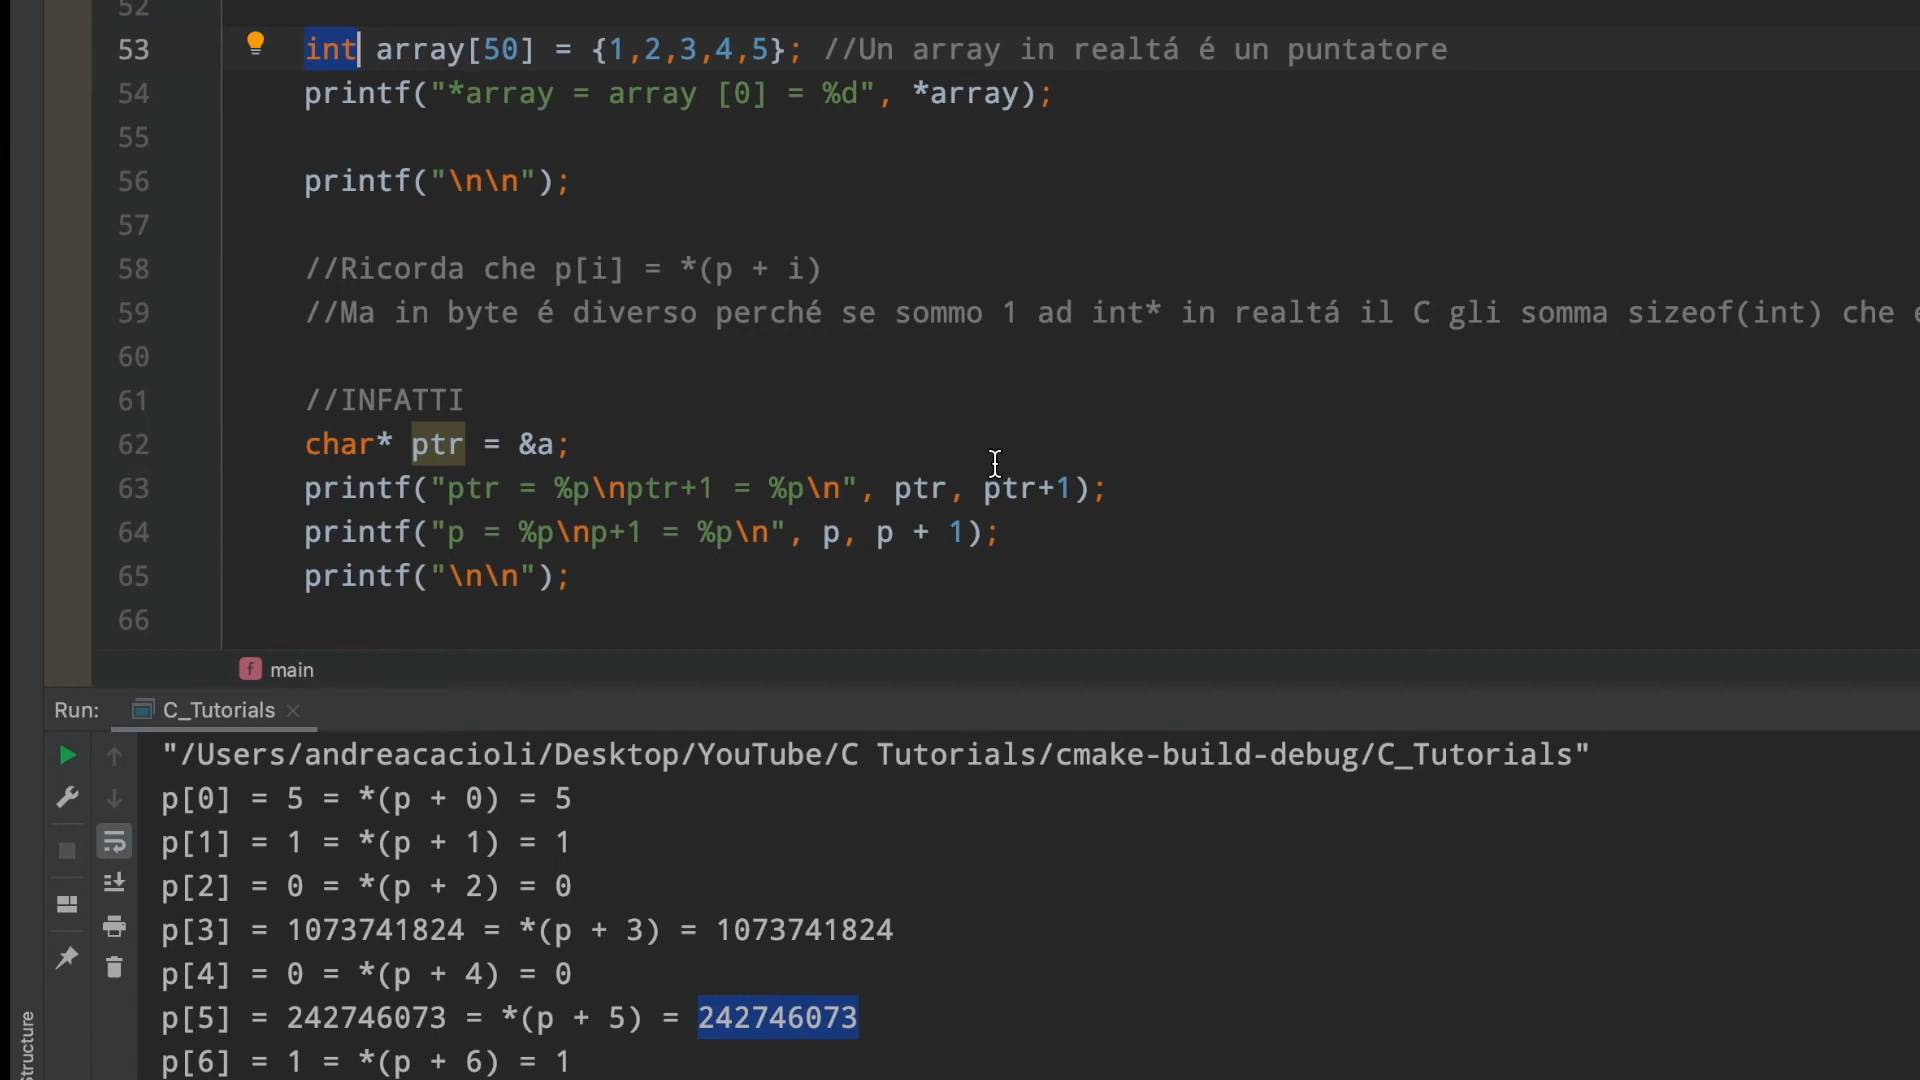 52
53 int array[50] = {1,2,3,4,5}; //Un array in realtá é un puntatore
54 printf("*array = array [0] = %d", *array);
55
56 printf("\n\n");
57
58 //Ricorda che p[i] = *(p + i)
59 //Ma in byte é diverso perché se sommo 1 ad int* in realtá il C gli somma sizeof(int) che
60
61 //INFATTI
62 char* ptr = &a;
63 printf("ptr = %p\nptr+1 = %p\n", ptr, ptr+1);
64 printf("p = %p\np+1 = %p\n", p, p + 1);
65 printf("\n\n");
66
f main
Run: C_Tutorials
"/Users/andreacacioli/Desktop/YouTube/C Tutorials/cmake-build-debug/C_Tutorials"
p[0] = 5 = *(p + 0) = 5
p[1] = 1 = *(p + 1) = 1
p[2] = 0 = *(p + 2) = 0
p[3] = 1073741824 = *(p + 3) = 1073741824
p[4] = 0 = *(p + 4) = 0
p[5] = 242746073 = *(p + 5) = 242746073
p[6] = 1 = *(p + 6) = 1
Structure